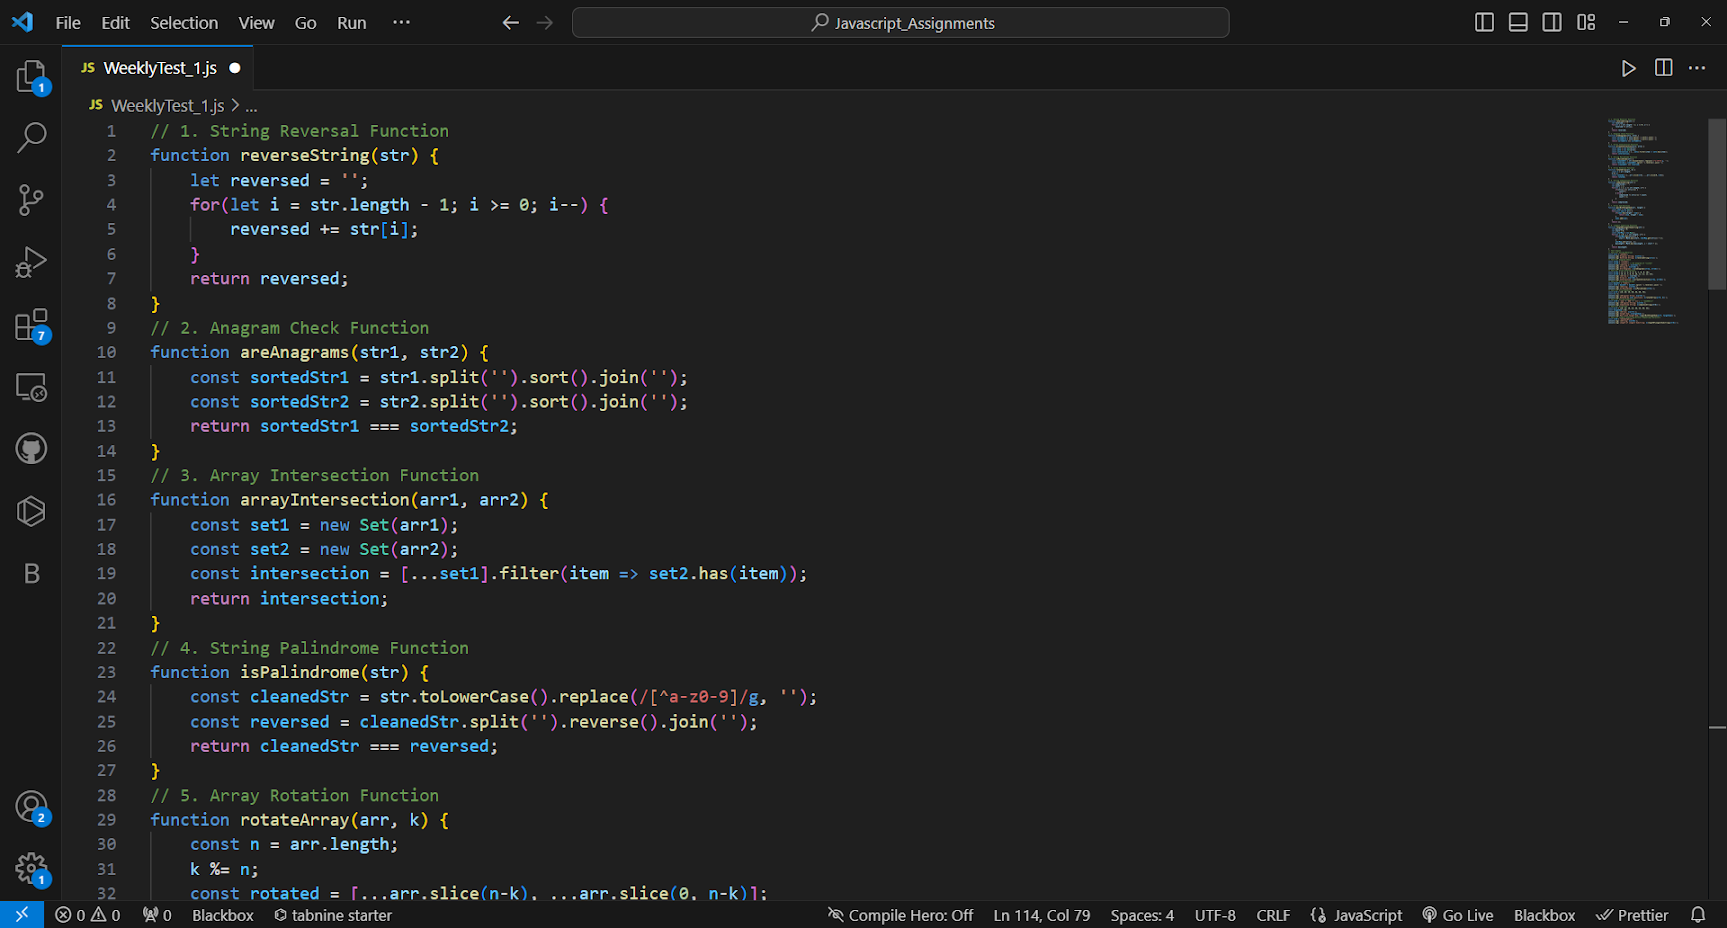 File Edit Selection View Go Run ··· Javascript_Assignments
JS WeeklyTest_1.js
JS WeeklyTest_1.js > ...
1 // 1. String Reversal Function
2 function reverseString(str) {
3 let reversed = '';
4 for(let i = str.length - 1; i >= 0; i--) {
5 reversed += str[i];
6 }
7 return reversed;
8 }
9 // 2. Anagram Check Function
10 function areAnagrams(str1, str2) {
11 const sortedStr1 = str1.split('').sort().join('');
12 const sortedStr2 = str2.split('').sort().join('');
13 return sortedStr1 === sortedStr2;
14 }
15 // 3. Array Intersection Function
16 function arrayIntersection(arr1, arr2) {
17 const set1 = new Set(arr1);
18 const set2 = new Set(arr2);
19 const intersection = [...set1].filter(item => set2.has(item));
20 return intersection;
21 }
22 // 4. String Palindrome Function
23 function isPalindrome(str) {
24 const cleanedStr = str.toLowerCase().replace(/[^a-z0-9]/g, '');
25 const reversed = cleanedStr.split('').reverse().join('');
26 return cleanedStr === reversed;
27 }
28 // 5. Array Rotation Function
29 function rotateArray(arr, k) {
30 const n = arr.length;
31 k %= n;
32 const rotated = [...arr.slice(n-k), ...arr.slice(0, n-k)];
1
7
B
2
1
0 0 0 Blackbox tabnine starter Compile Hero: Off Ln 114, Col 79 Spaces: 4 UTF-8 CRLF JavaScript Go Live Blackbox Prettier